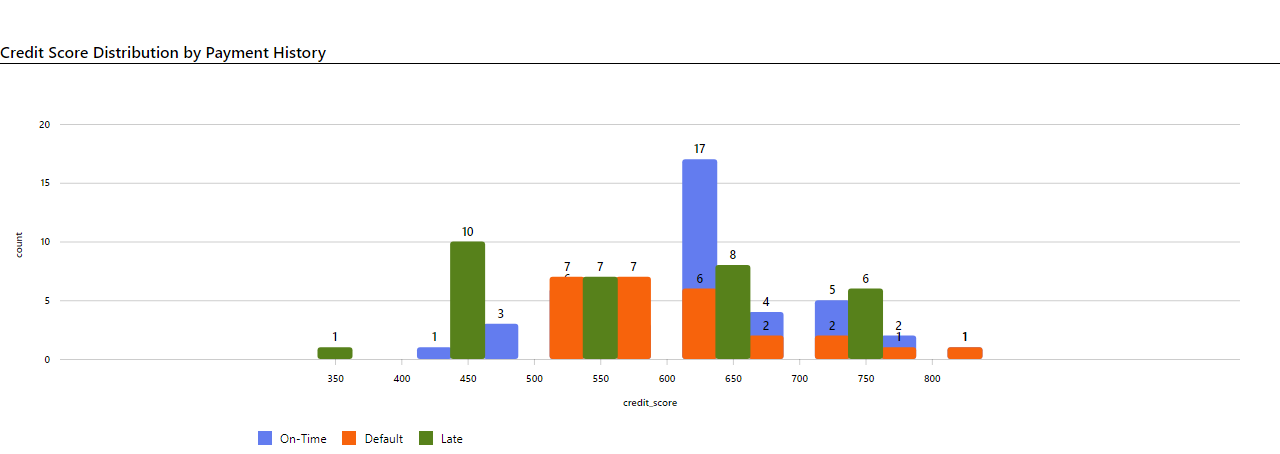 Credit Score Distribution by Payment History
20
15
10
5
0
count
17
10
8
7 7 7
6
6
5
4
3
2 2 2
1 1 1 1
350 400 450 500 550 600 650 700 750 800
credit_score
On-Time Default Late